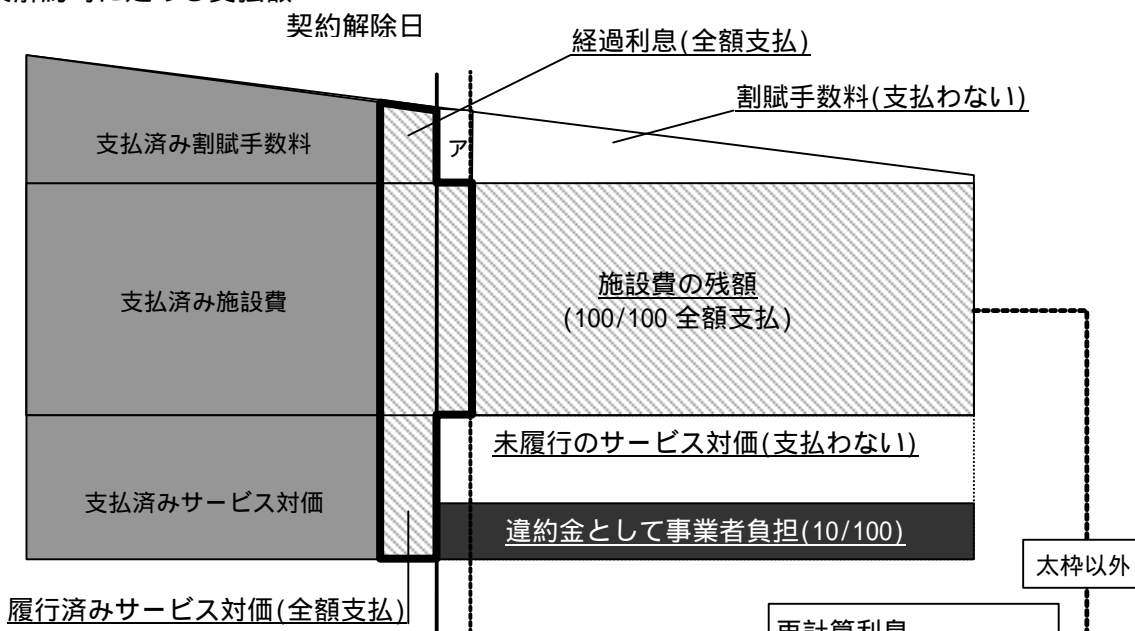 契約解除日
経過利息(全額支払)
割賦手数料(支払わない)
支払済み割賦手数料
ア
支払済み施設費
施設費の残額
(100/100 全額支払)
未履行のサービス対価(支払わない)
支払済みサービス対価
違約金として事業者負担(10/100)
太枠以外
履行済みサービス対価(全額支払)
再計算利息